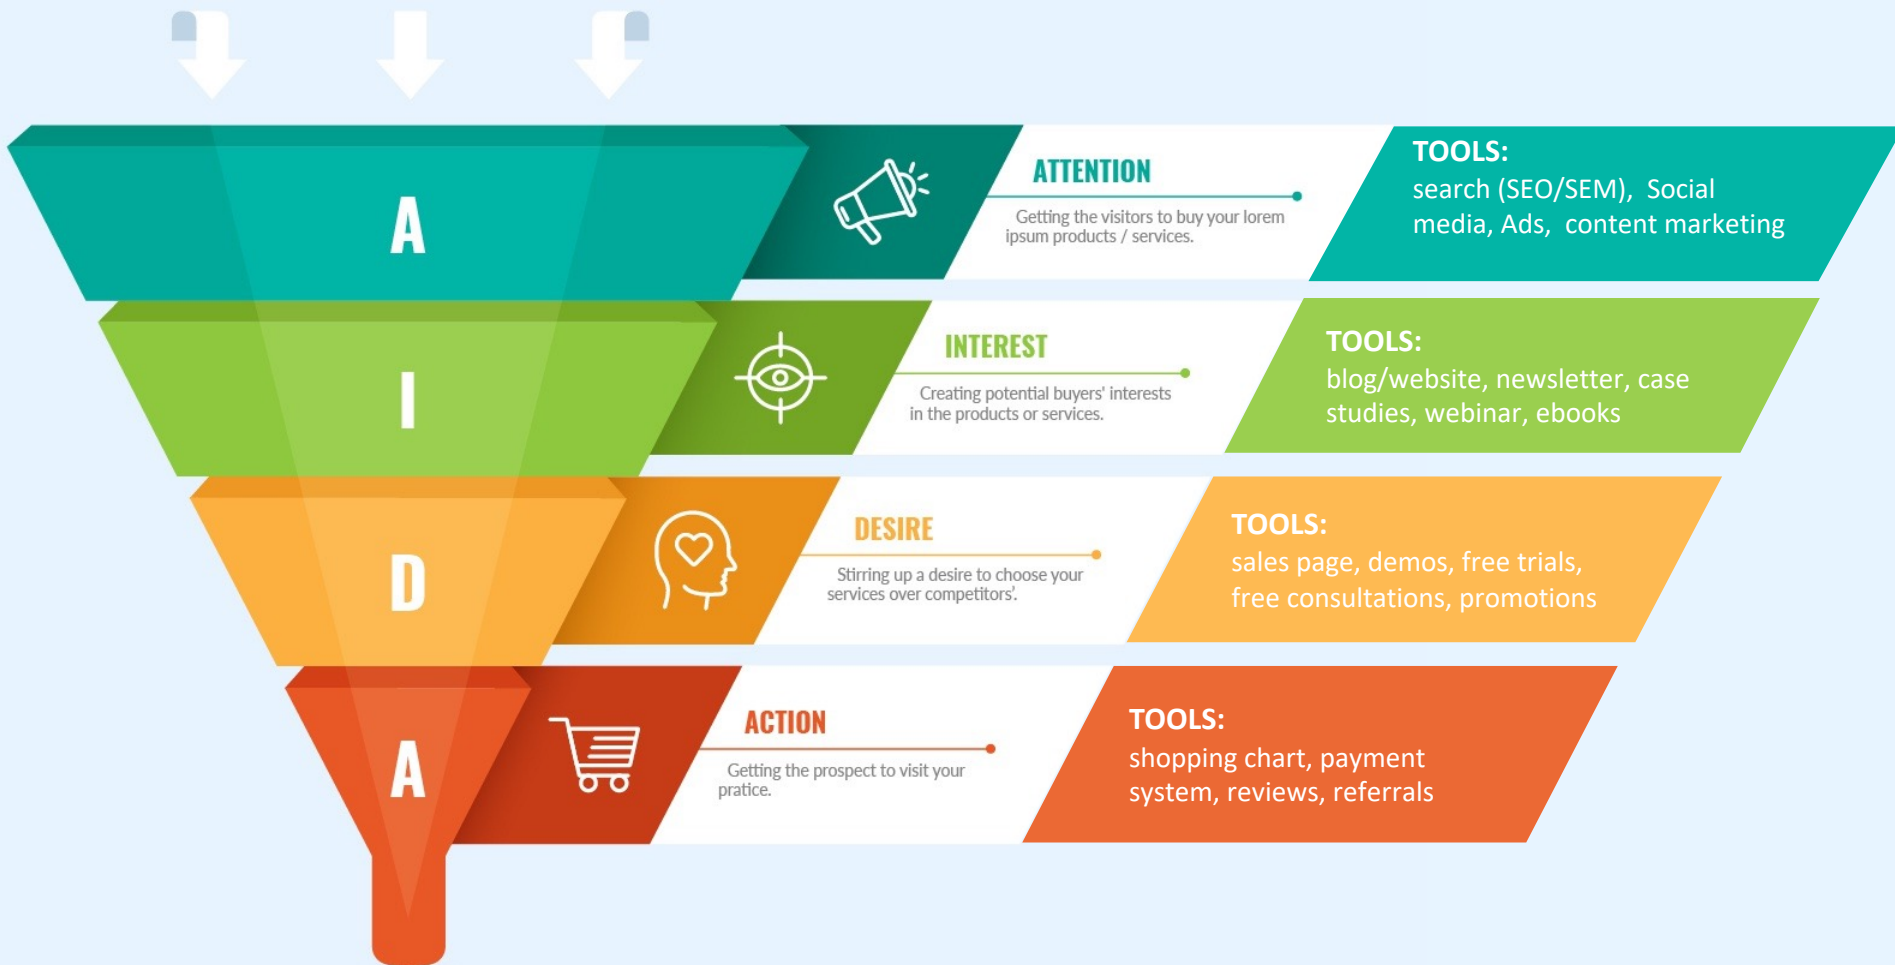 A
ATTENTION
Getting the visitors to buy your lorem
ipsum products / services.
TOOLS:
search (SEO/SEM),  Social
media, Ads,  content marketing
I
INTEREST
Creating potential buyers' interests
in the products or services.
TOOLS:
blog/website, newsletter, case
studies, webinar, ebooks
D
DESIRE
Stirring up a desire to choose your
services over competitors'.
TOOLS:
sales page, demos, free trials,
free consultations, promotions
A
ACTION
Getting the prospect to visit your
pratice.
TOOLS:
shopping chart, payment
system, reviews, referrals